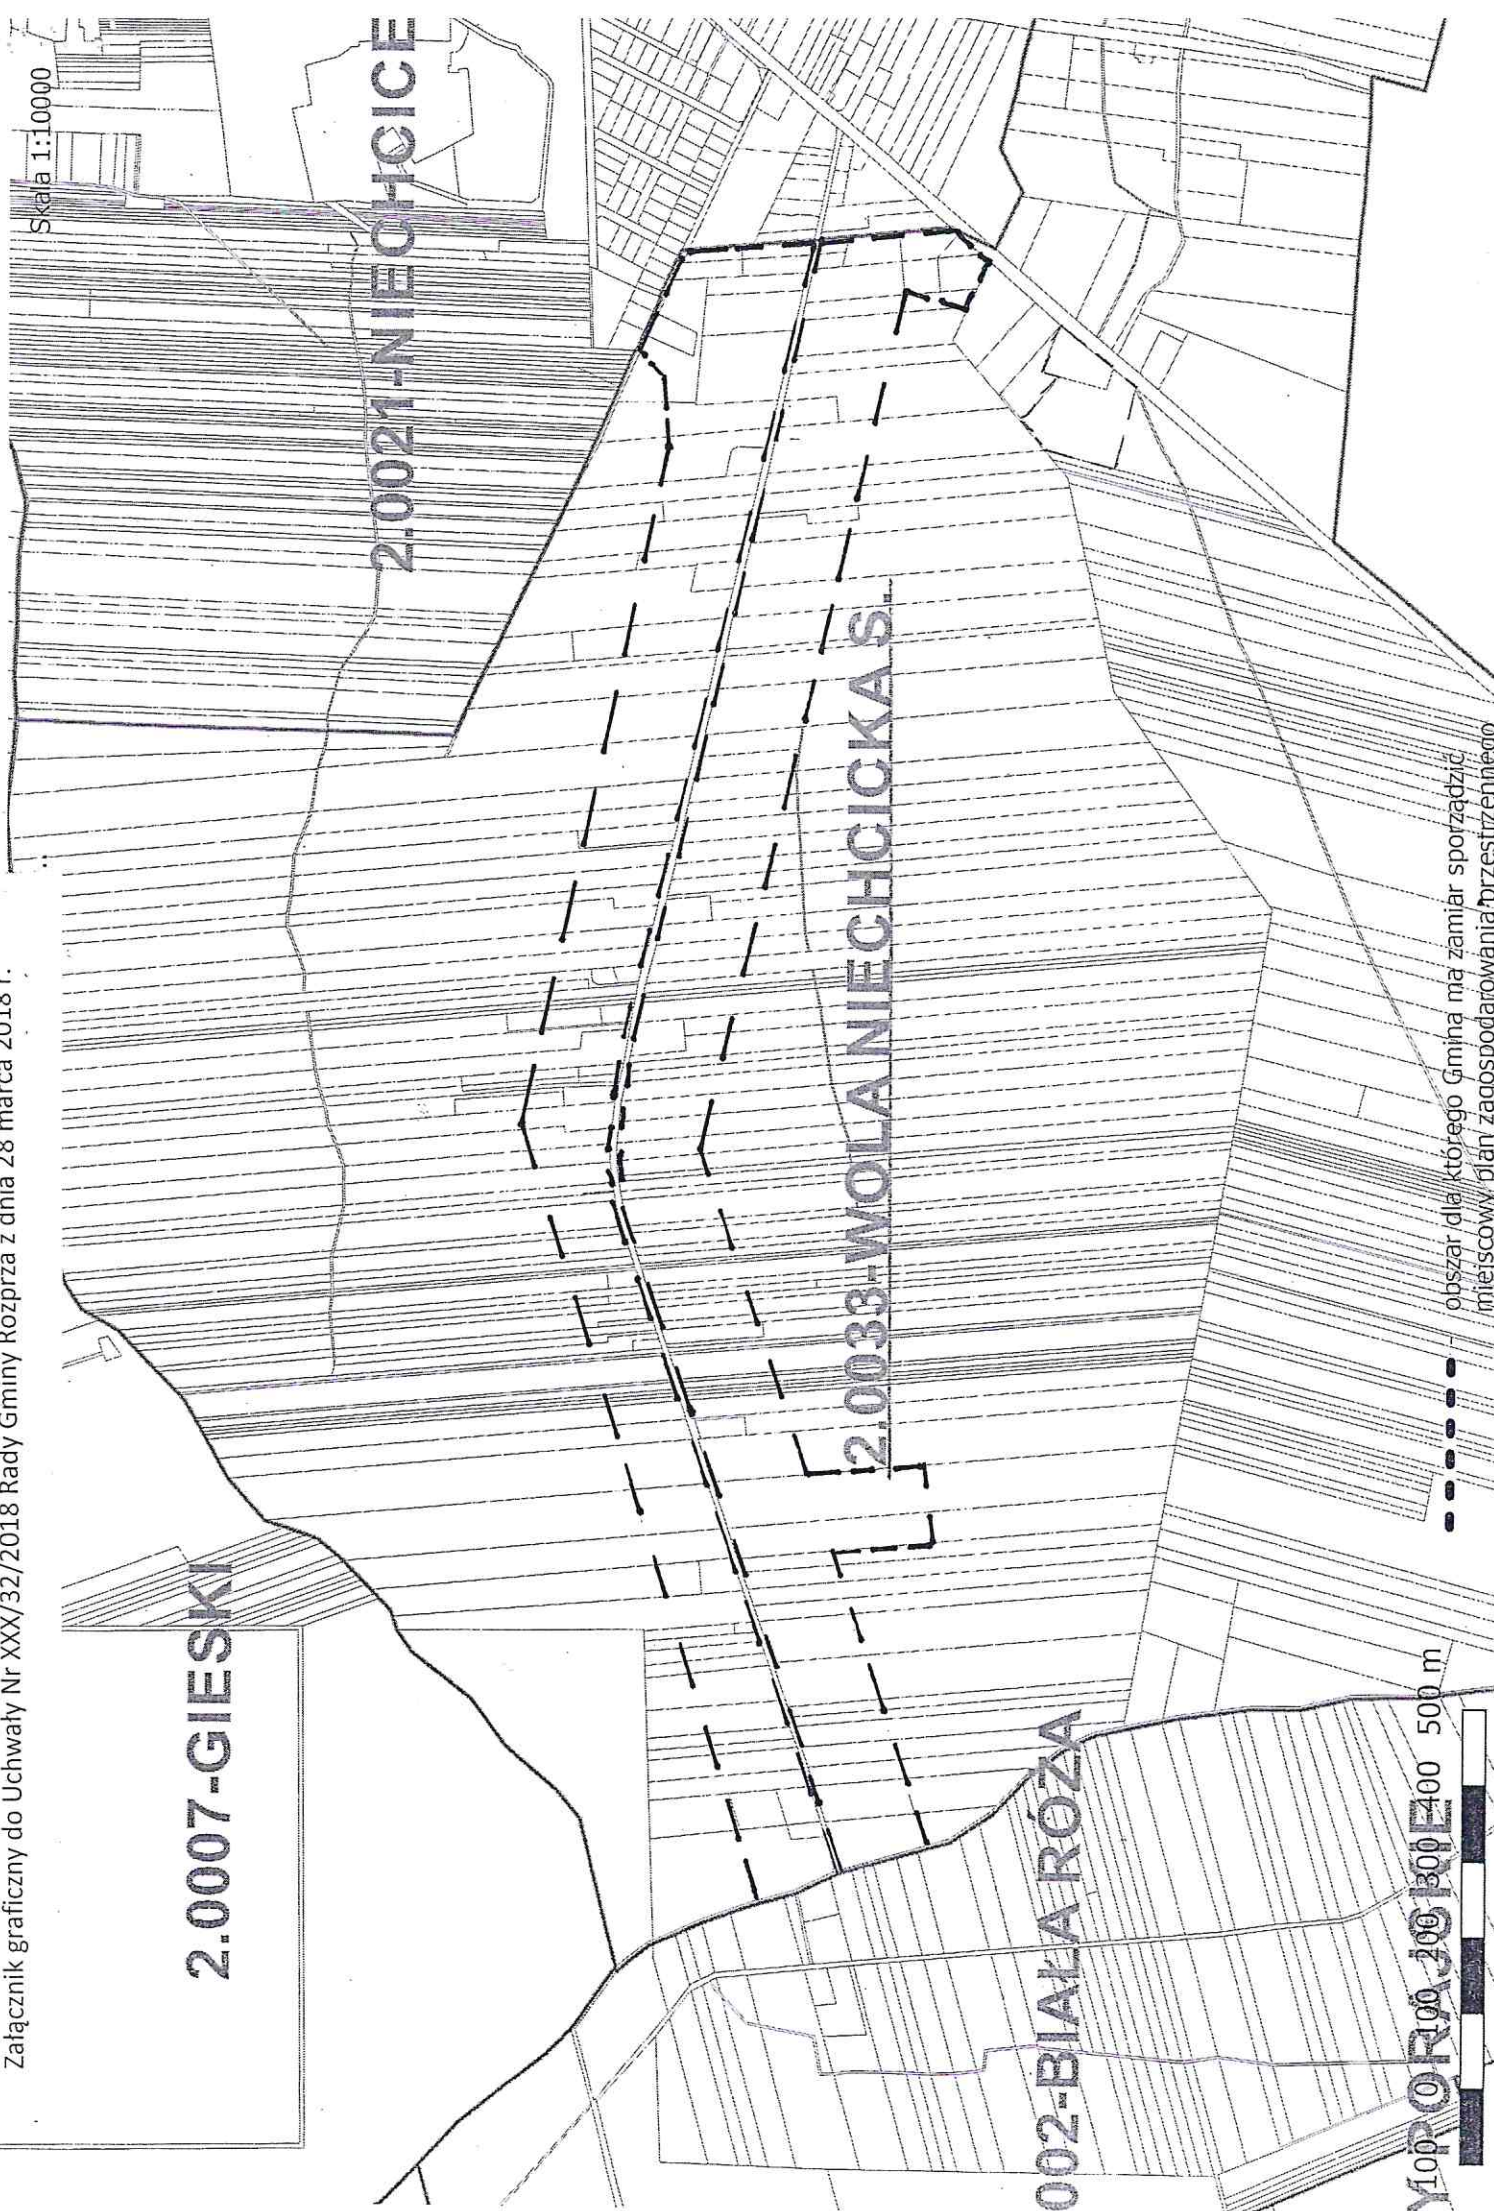 Załącznik graficzny do Uchwały Nr XXX/32/2018 Rady Gminy Rozprza z dnia 28 marca 2018 r.
Skala 1:10000
2.0007-GIESKI
2.0021-NIECHCICE
2.0033-WOLA NIECHCICKA S.
002-BIAŁA RÓŻA
PORAJSKIE
100 0 100 200 300 400 500 m
obszar dla którego Gmina ma zamiar sporządzić
miejscowy plan zagospodarowania przestrzennego